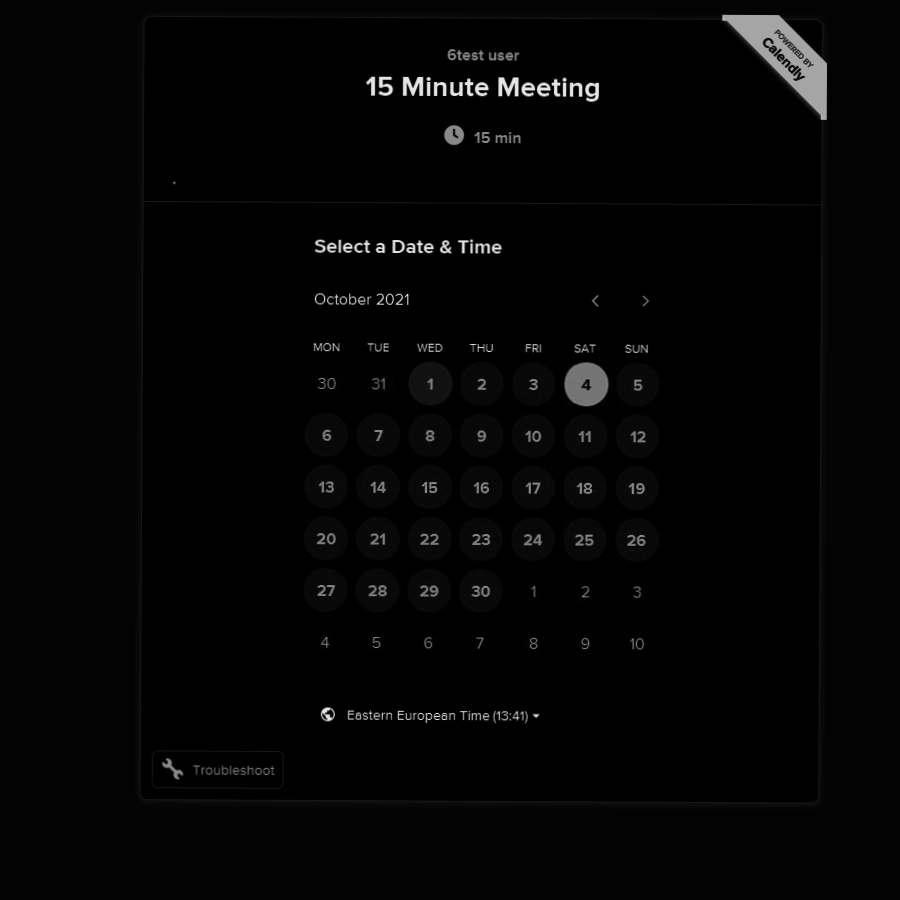 6test user
15 Minute Meeting
15 min
POWERED BY
Calendly
Select a Date & Time
October 2021
MON TUE WED THU FRI SAT SUN
30 31 1 2 3 4 5
6 7 8 9 10 11 12
13 14 15 16 17 18 19
20 21 22 23 24 25 26
27 28 29 30 1 2 3
4 5 6 7 8 9 10
Eastern European Time (13:41)
Troubleshoot